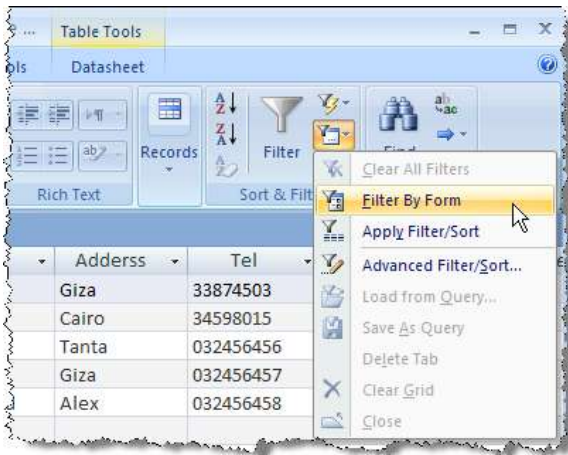 ... Table Tools
ols Datasheet
Records
Filter
Find
Rich Text
Sort & Filt
Clear All Filters
Filter By Form
Apply Filter/Sort
Advanced Filter/Sort...
Load from Query...
Save As Query
Delete Tab
Clear Grid
Close
Adderss Tel
Giza 33874503
Cairo 34598015
Tanta 032456456
Giza 032456457
Alex 032456458